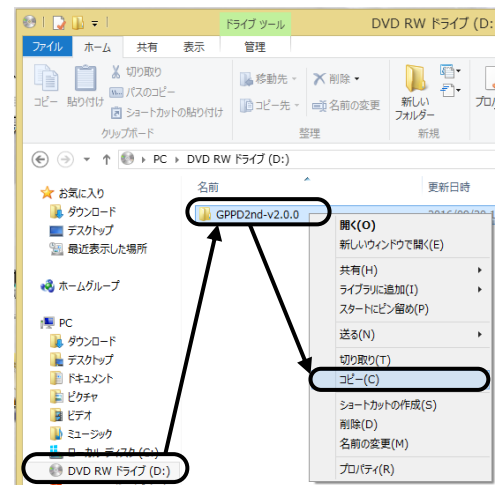 ドライブ ツール
DVD RW ドライブ (D:
ファイル ホーム 共有 表示 管理
コピー
貼り付け
切り取り
パスのコピー
ショートカットの貼り付け
クリップボード
移動先
コピー先
削除
名前の変更
整理
新しい
フォルダー
新規
PC DVD RW ドライブ (D:)
お気に入り
ダウンロード
デスクトップ
最近表示した場所
ホームグループ
PC
ダウンロード
デスクトップ
ドキュメント
ピクチャ
ビデオ
ミュージック
ローカル ディスク (C:)
DVD RW ドライブ (D:)
名前
更新日時
GPPD2nd-v2.0.0
開く(O)
新しいウィンドウで開く(E)
共有(H)
ライブラリに追加(I)
スタートにピン留め(P)
送る(N)
切り取り(T)
コピー(C)
ショートカットの作成(S)
削除(D)
名前の変更(M)
プロパティ(R)